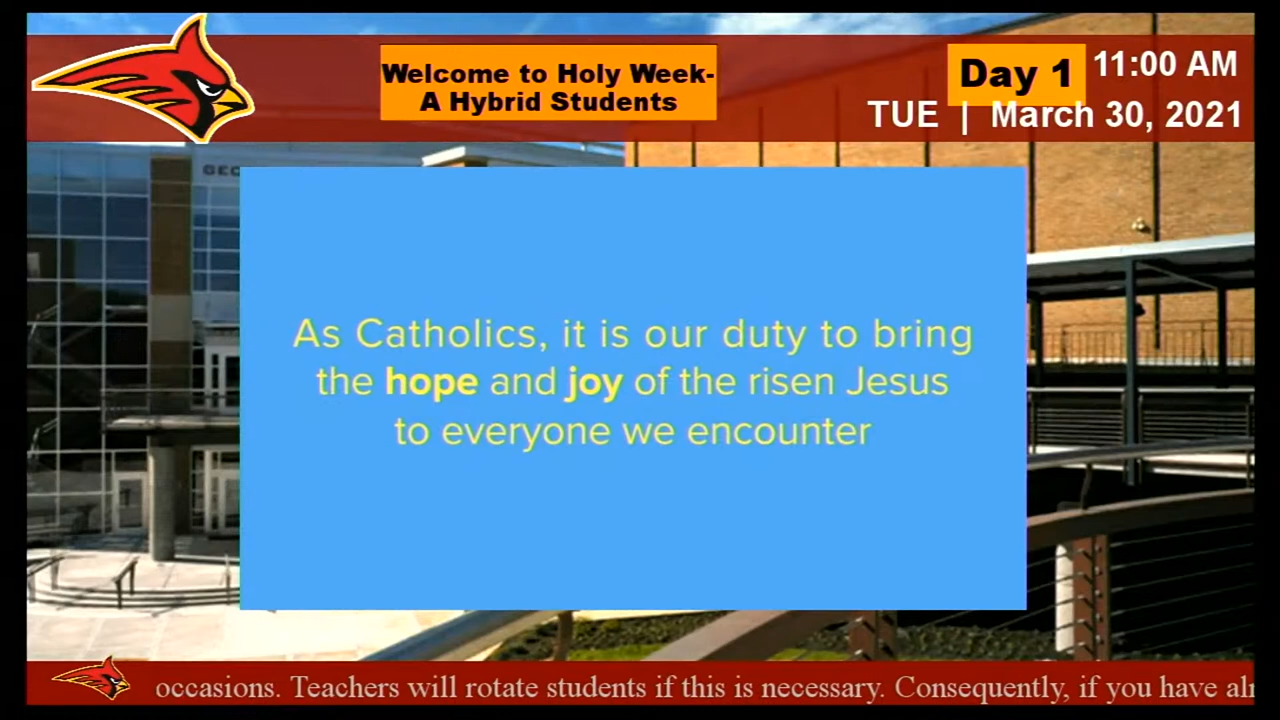 Welcome to Holy Week-
A Hybrid Students
Day 1
11:00 AM
TUE | March 30, 2021
GEO
As Catholics, it is our duty to bring
the hope and joy of the risen Jesus
to everyone we encounter
occasions. Teachers will rotate students if this is necessary. Consequently, if you have alr